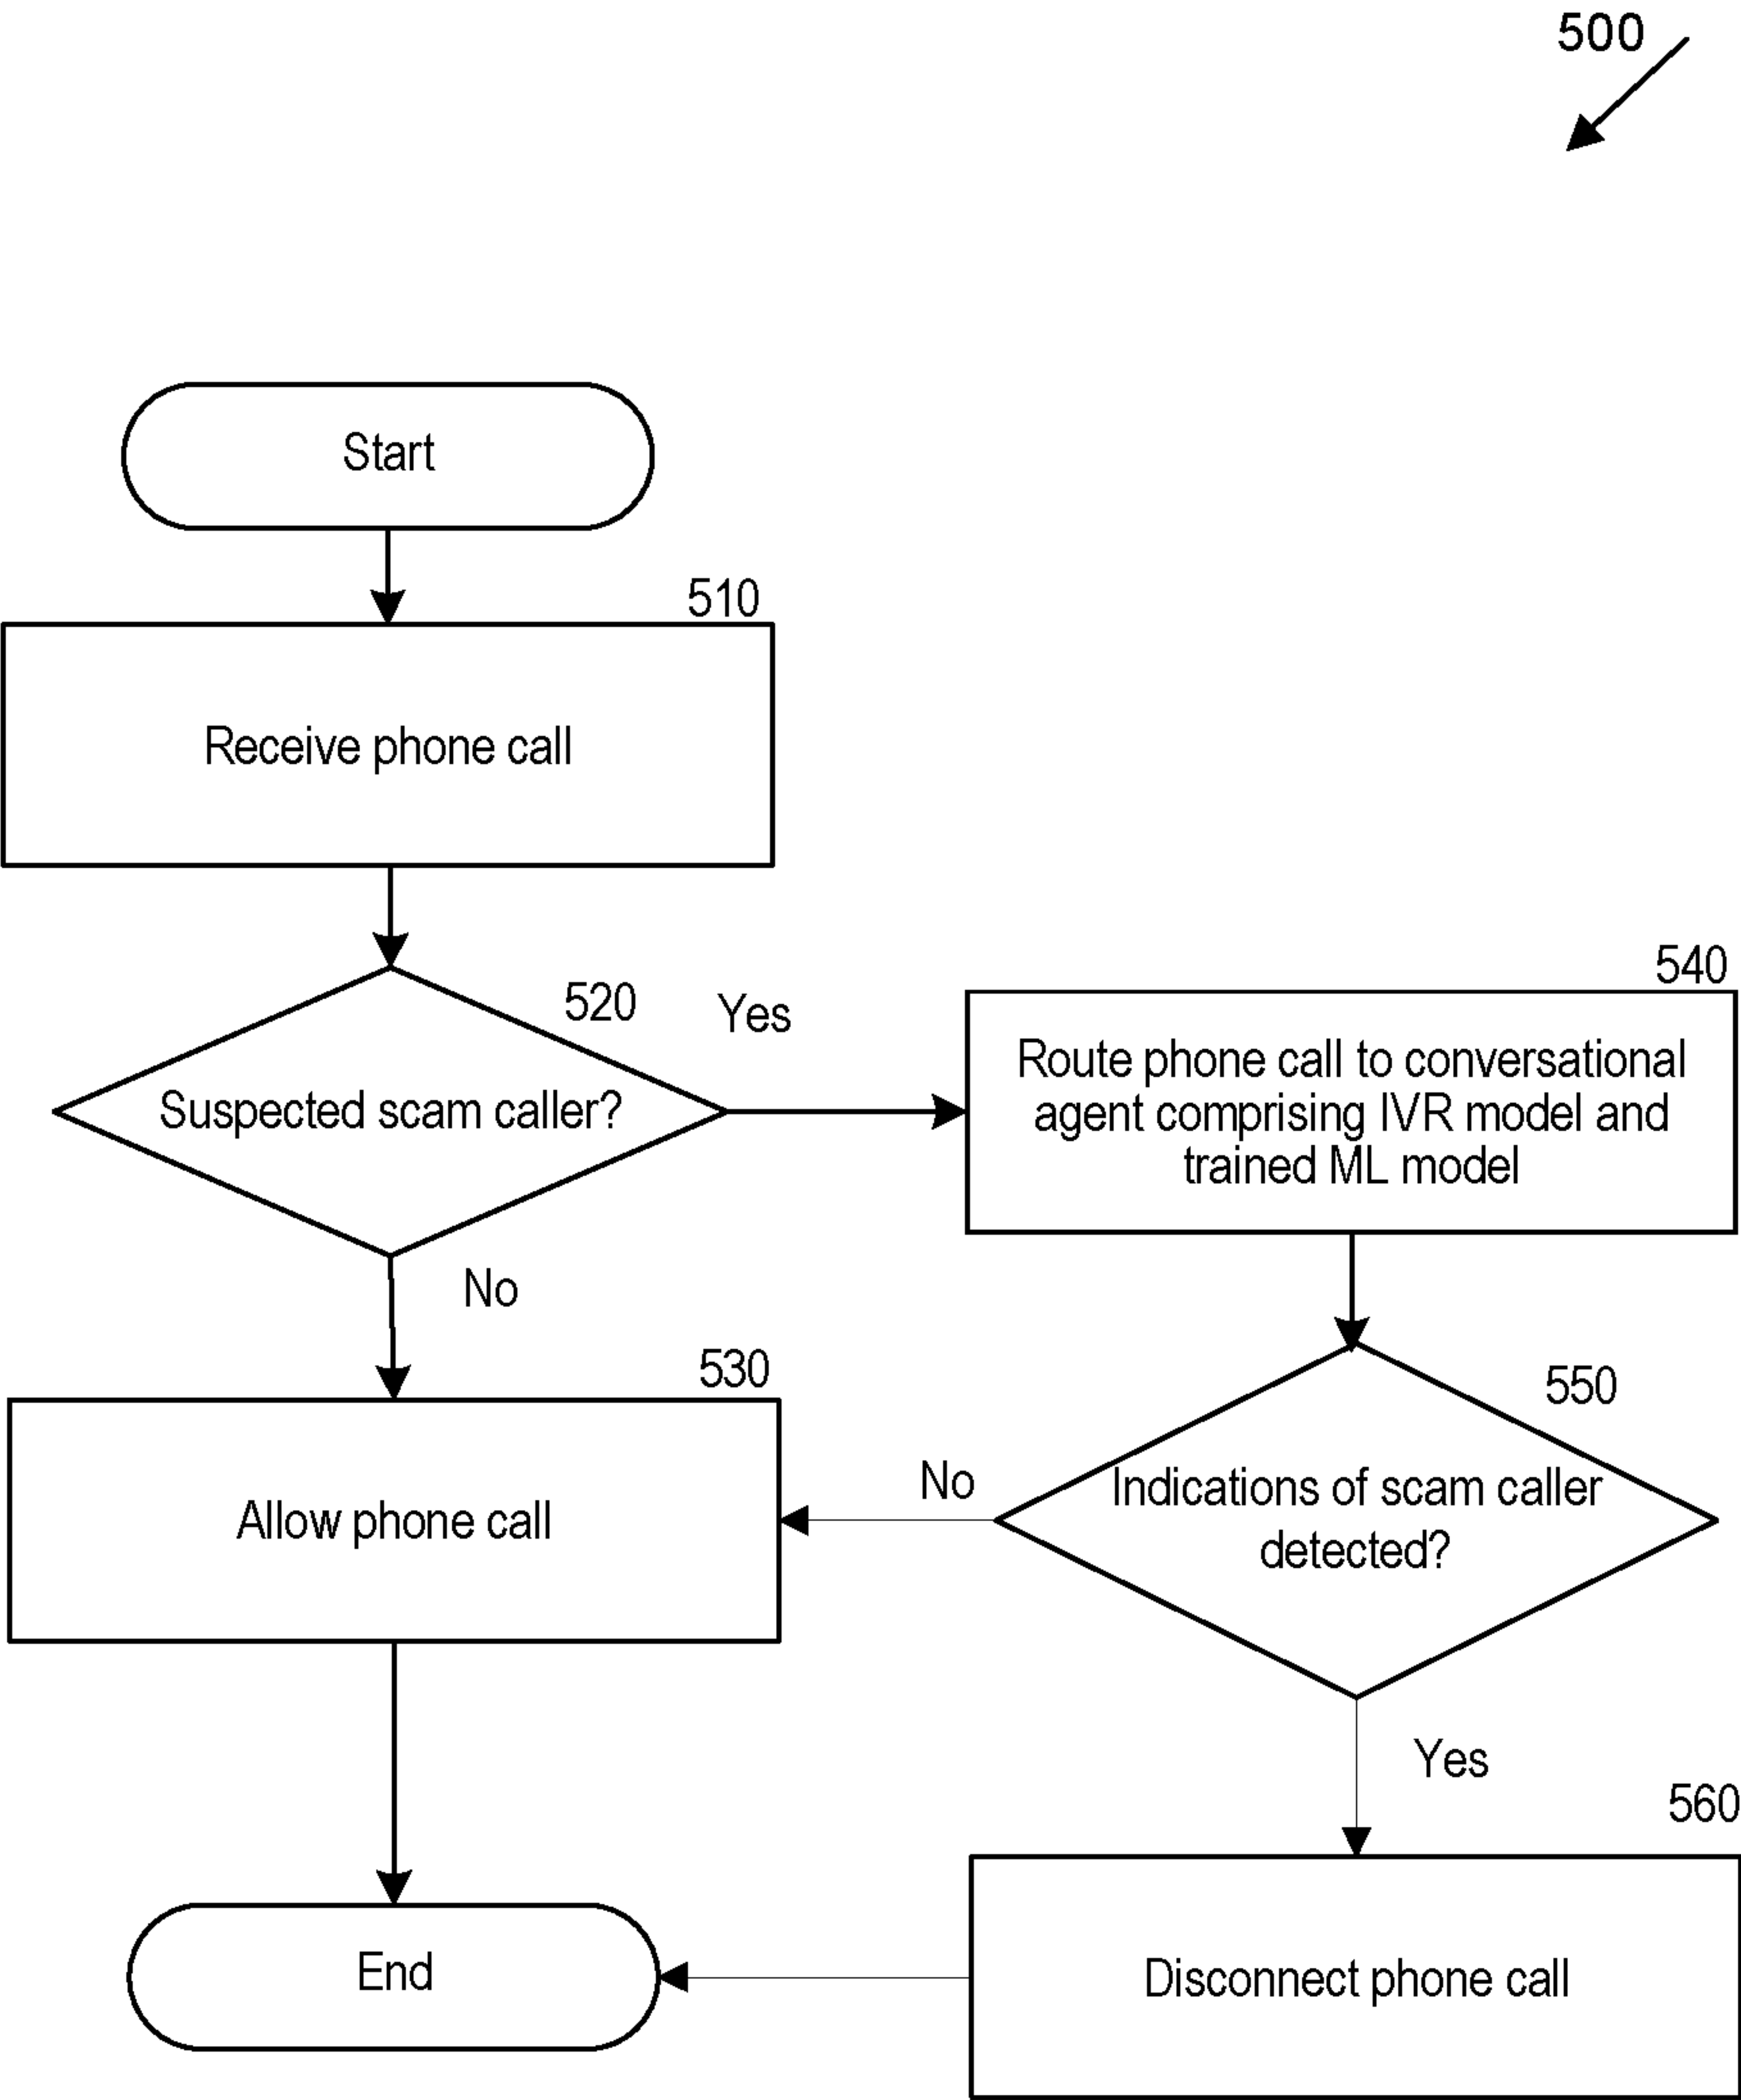 500
Start
510
Receive phone call
520
Yes
Suspected scam caller?
No
540
Route phone call to conversational
agent comprising IVR model and
trained ML model
530
Allow phone call
550
No
Indications of scam caller
detected?
Yes
560
Disconnect phone call
End